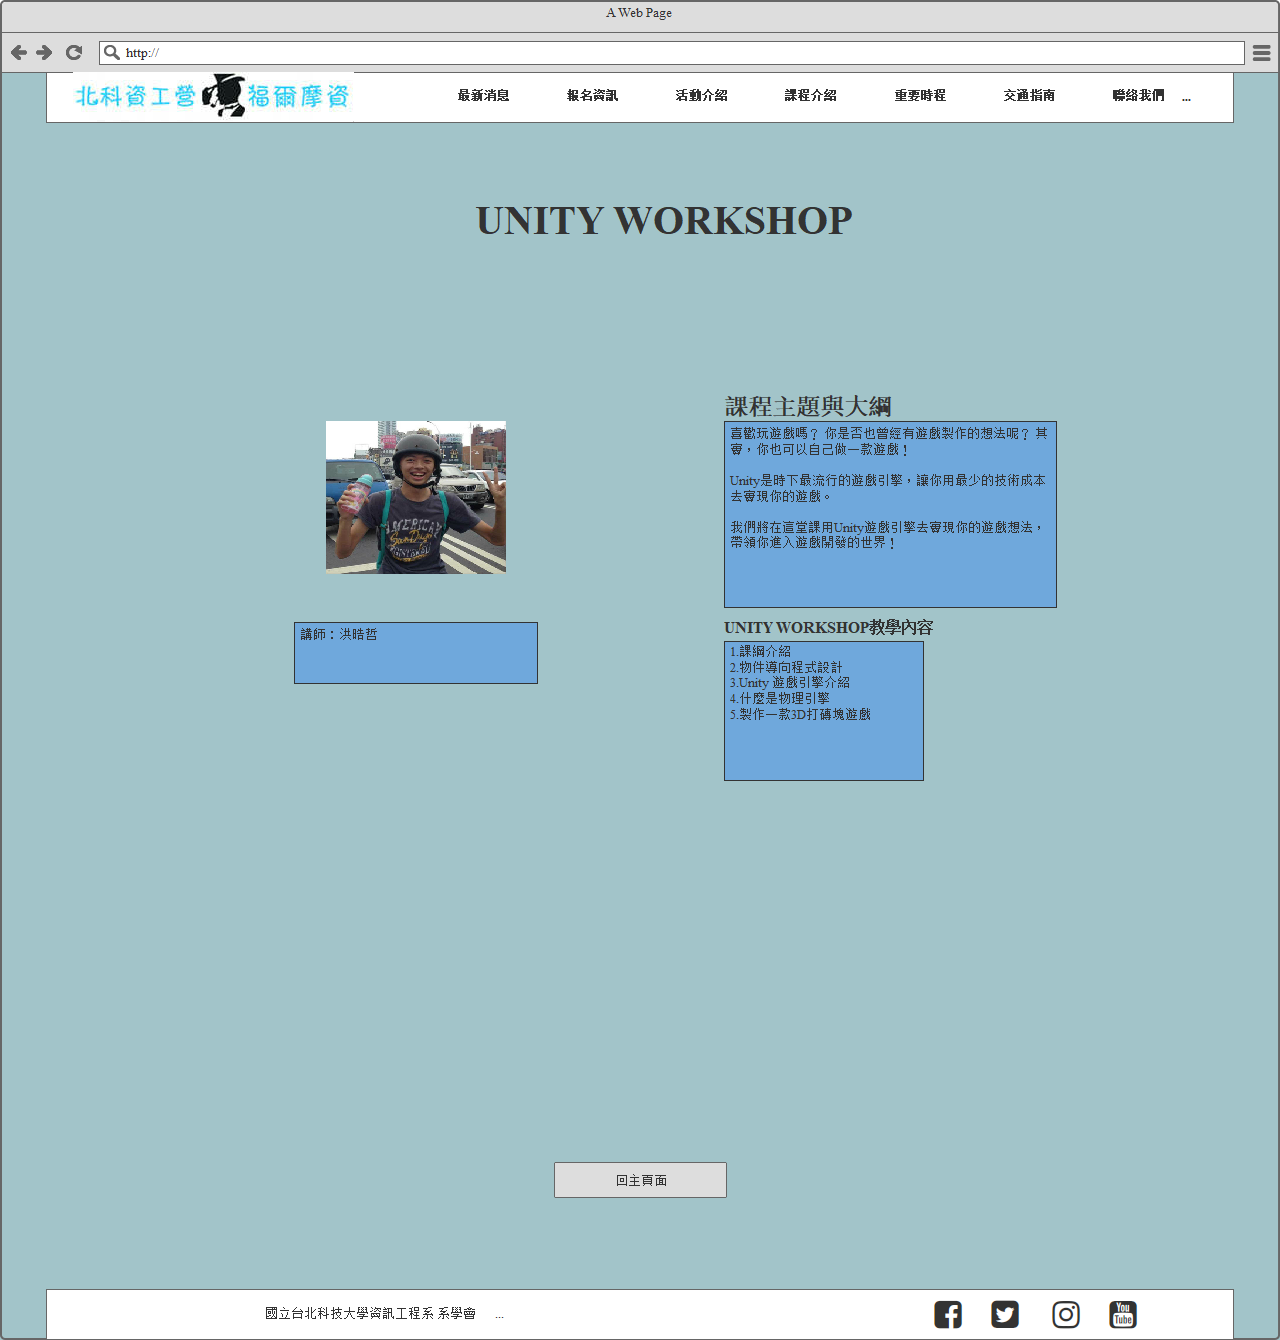 A Web Page
http://
北科資工營 福爾摩資
最新消息 報名資訊 活動介紹 課程介紹 重要時程 交通指南 聯絡我們 ...
UNITY WORKSHOP
課程主題與大綱
喜歡玩遊戲嗎? 你是否也曾經有遊戲製作的想法呢? 其
實，你也可以自己做一款遊戲！
Unity是時下最流行的遊戲引擎，讓你用最少的技術成本
去實現你的遊戲。
我們將在這堂課用Unity遊戲引擎去實現你的遊戲想法，
帶領你進入遊戲開發的世界！
AMERICAN
講師：洪晧哲
UNITY WORKSHOP教學內容
1.課綱介紹
2.物件導向程式設計
3.Unity 遊戲引擎介紹
4.什麼是物理引擎
5.製作一款3D打磚塊遊戲
回主頁面
國立台北科技大學資訊工程系 系學會 ...
You
Tube